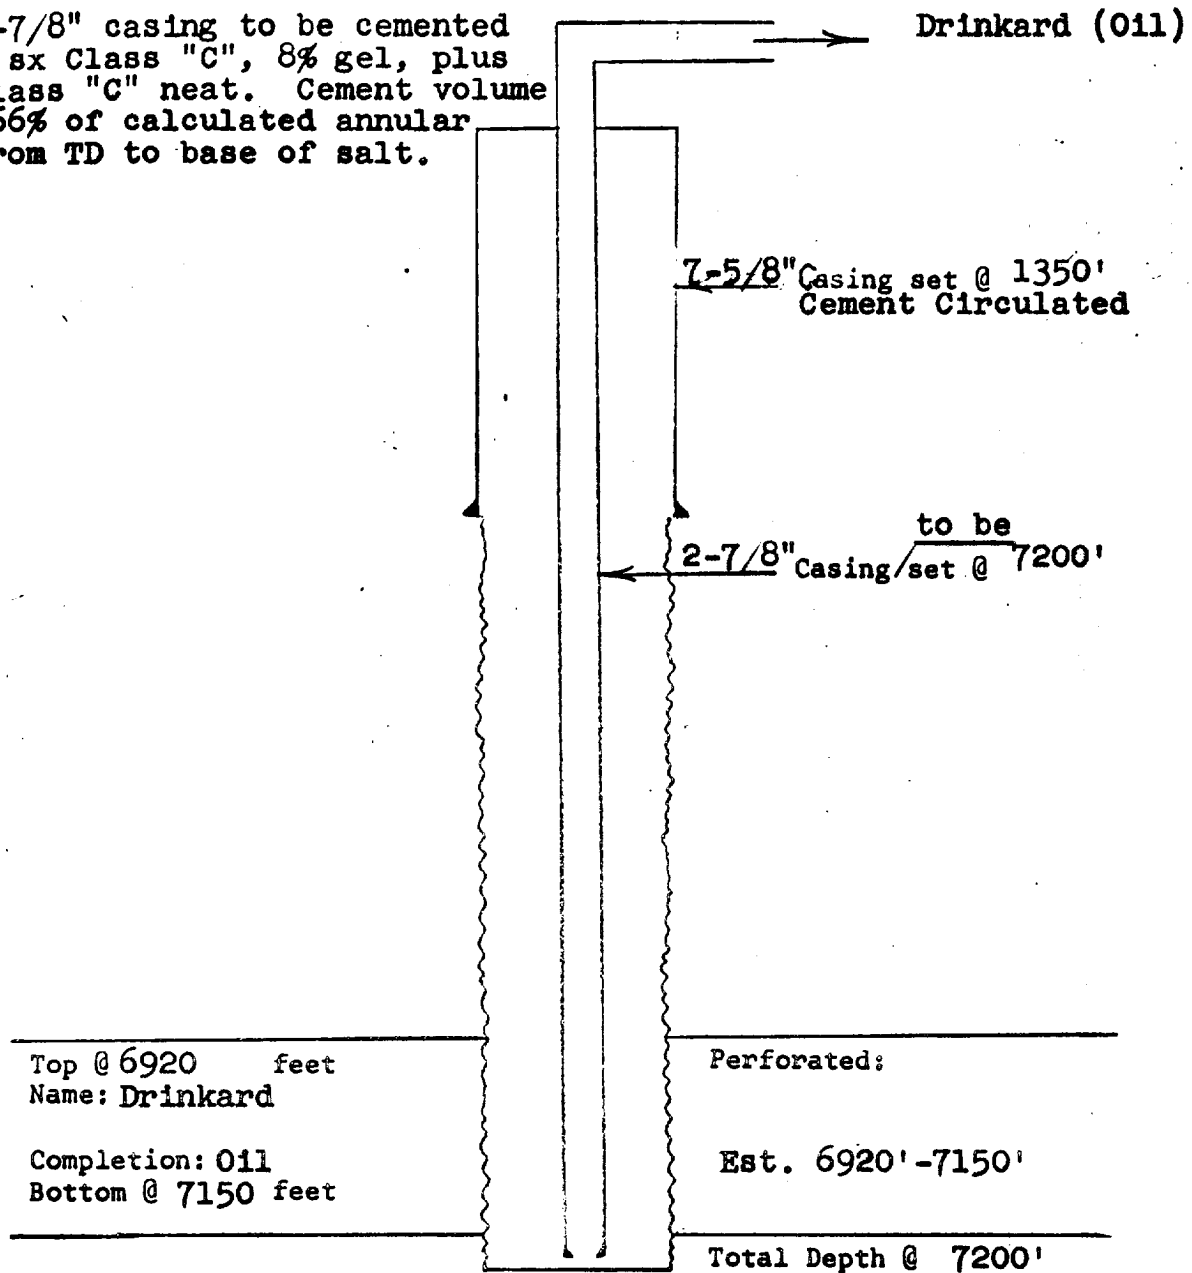 -7/8" casing to be cemented
sx Class "C", 8% gel, plus
lass "C" neat. Cement volume
56% of calculated annular
rom TD to base of salt.
Drinkard (Oil)
7-5/8" Casing set @ 1350'
Cement Circulated
to be
2-7/8" Casing/set @ 7200'
Top @ 6920 feet
Name: Drinkard
Completion: Oil
Bottom @ 7150 feet
Perforated:
Est. 6920'-7150'
Total Depth @ 7200'